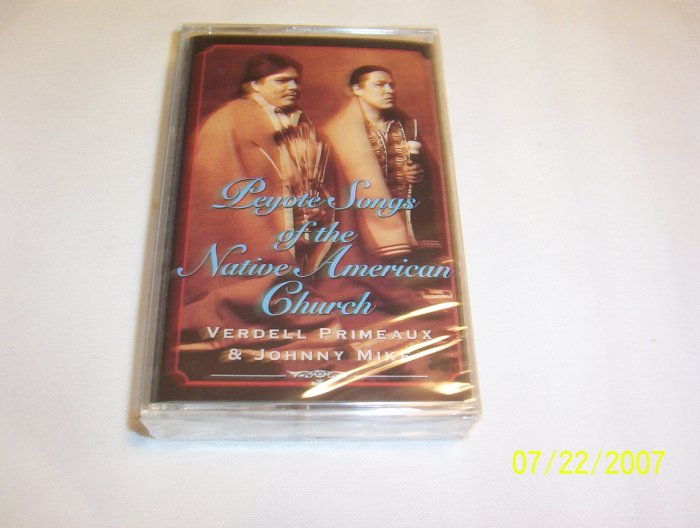 Peyote Songs
of the
Native American
Church
VERDELL PRIMEAUX
& JOHNNY MIKE
07/22/2007